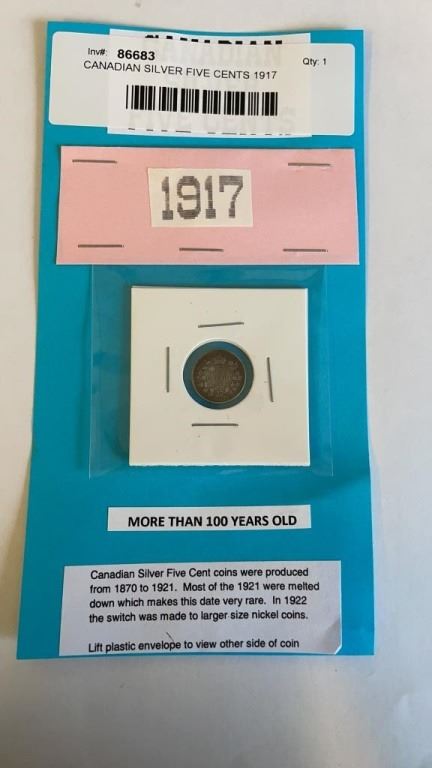 CANADIAN
Inv#: 86683 Qty: 1
CANADIAN SILVER FIVE CENTS 1917
FIVE CENTS
1917
MORE THAN 100 YEARS OLD
Canadian Silver Five Cent coins were produced
from 1870 to 1921. Most of the 1921 were melted
down which makes this date very rare. In 1922
the switch was made to larger size nickel coins.
Lift plastic envelope to view other side of coin